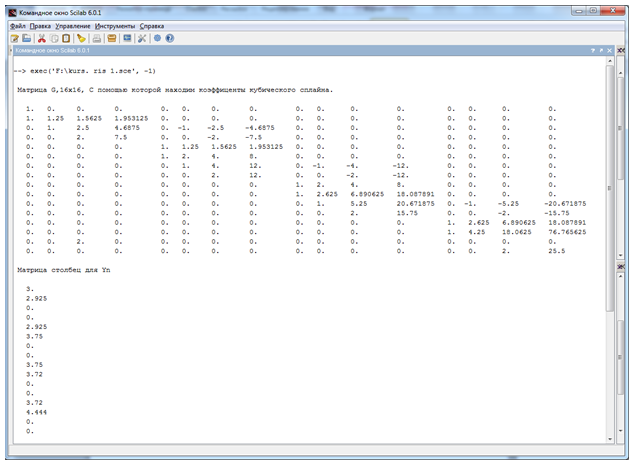 Командное окно Scilab 6.0.1
Файл Правка Управление Инструменты Справка
Командное окно Scilab 6.0.1
--> exec('F:\kurs. ris 1.sce', -1)
Матрица G,16x16, С помощью которой находим коэффиценты кубического сплайна.
1. 0. 0. 0. 0. 0. 0. 0. 0. 0. 0. 0. 0. 0. 0. 0.
1. 1.25 1.5625 1.953125 0. 0. 0. 0. 0. 0. 0. 0. 0. 0. 0. 0.
0. 1. 2.5 4.6875 0. -1. -2.5 -4.6875 0. 0. 0. 0. 0. 0. 0. 0.
0. 0. 2. 7.5 0. 0. -2. -7.5 0. 0. 0. 0. 0. 0. 0. 0.
0. 0. 0. 0. 1. 1.25 1.5625 1.953125 0. 0. 0. 0. 0. 0. 0. 0.
0. 0. 0. 0. 1. 2. 4. 8. 0. 0. 0. 0. 0. 0. 0. 0.
0. 0. 0. 0. 0. 1. 4. 12. 0. -1. -4. -12. 0. 0. 0. 0.
0. 0. 0. 0. 0. 0. 2. 12. 0. 0. -2. -12. 0. 0. 0. 0.
0. 0. 0. 0. 0. 0. 0. 0. 1. 2. 4. 8. 0. 0. 0. 0.
0. 0. 0. 0. 0. 0. 0. 0. 1. 2.625 6.890625 18.087891 0. 0. 0. 0.
0. 0. 0. 0. 0. 0. 0. 0. 0. 1. 5.25 20.671875 0. -1. -5.25 -20.671875
0. 0. 0. 0. 0. 0. 0. 0. 0. 0. 2. 15.75 0. 0. -2. -15.75
0. 0. 0. 0. 0. 0. 0. 0. 0. 0. 0. 0. 1. 2.625 6.890625 18.087891
0. 0. 0. 0. 0. 0. 0. 0. 0. 0. 0. 0. 1. 4.25 18.0625 76.765625
0. 0. 2. 0. 0. 0. 0. 0. 0. 0. 0. 0. 0. 0. 0. 0.
0. 0. 0. 0. 0. 0. 0. 0. 0. 0. 0. 0. 0. 0. 2. 25.5
Матрица столбец для Yn
3.
2.925
0.
0.
2.925
3.75
0.
0.
3.75
3.72
0.
0.
3.72
4.444
0.
0.